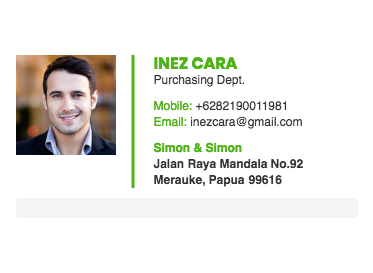 INEZ CARA
Purchasing Dept.
Mobile: +6282190011981
Email: inezcara@gmail.com
Simon & Simon
Jalan Raya Mandala No.92
Merauke, Papua 99616